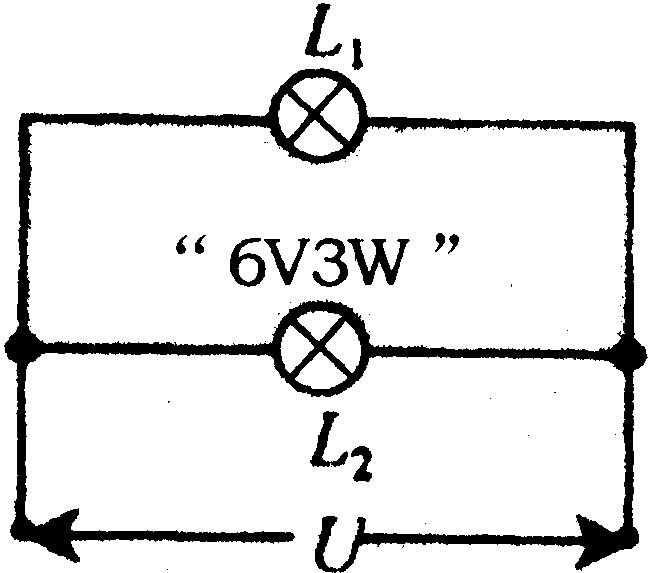 L₁
“ 6V3W ”
L₂
U